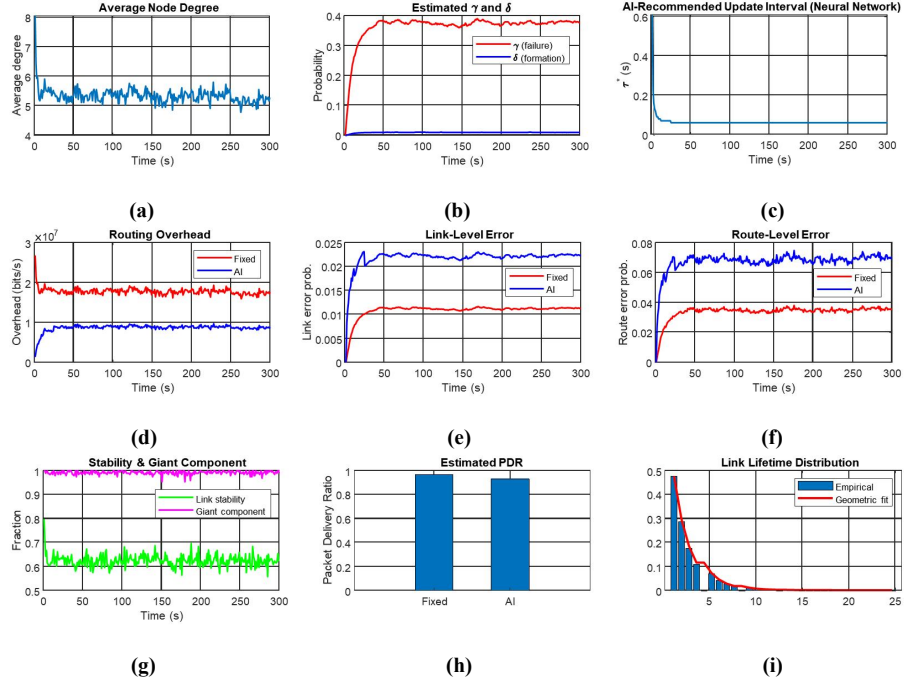 Average Node Degree
8
7
6
5
4
Average degree
0 50 100 150 200 250 300
Time (s)
(a)
Estimated γ and δ
0.4
0.3
0.2
0.1
0
Probability
γ (failure)
δ (formation)
0 50 100 150 200 250 300
Time (s)
(b)
AI-Recommended Update Interval (Neural Network)
0.6
0.4
0.2
0
τ* (s)
0 50 100 150 200 250 300
Time (s)
(c)
Routing Overhead
×10⁷
3
2
1
0
Overhead (bits/s)
Fixed
AI
0 50 100 150 200 250 300
Time (s)
(d)
Link-Level Error
0.025
0.02
0.015
0.01
0.005
0
Link error prob.
Fixed
AI
0 50 100 150 200 250 300
Time (s)
(e)
Route-Level Error
0.08
0.06
0.04
0.02
0
Route error prob.
Fixed
AI
0 50 100 150 200 250 300
Time (s)
(f)
Stability & Giant Component
1
0.9
0.8
0.7
0.6
0.5
Fraction
Link stability
Giant component
0 50 100 150 200 250 300
Time (s)
(g)
Estimated PDR
1
0.8
0.6
0.4
0.2
0
Packet Delivery Ratio
Fixed AI
(h)
Link Lifetime Distribution
0.5
0.4
0.3
0.2
0.1
0
Empirical
Geometric fit
5 10 15 20 25
(i)